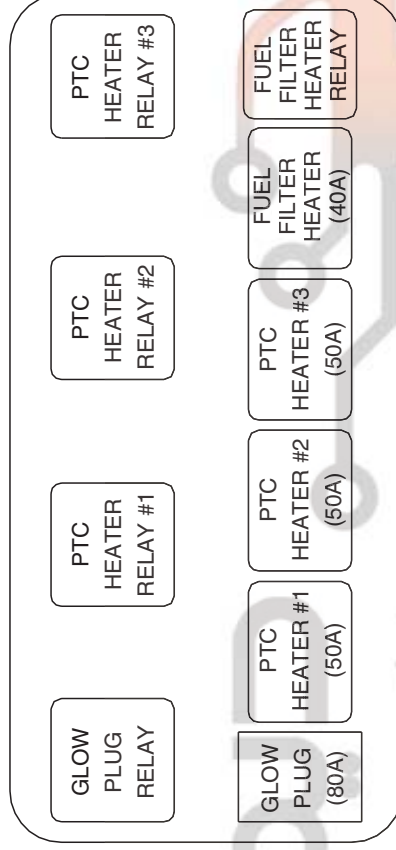 GLOW
PLUG
RELAY
PTC
HEATER
RELAY #1
PTC
HEATER
RELAY #2
PTC
HEATER
RELAY #3
GLOW
PLUG
(80A)
PTC
HEATER #1
(50A)
PTC
HEATER #2
(50A)
PTC
HEATER #3
(50A)
FUEL
FILTER
HEATER
(40A)
FUEL
FILTER
HEATER
RELAY